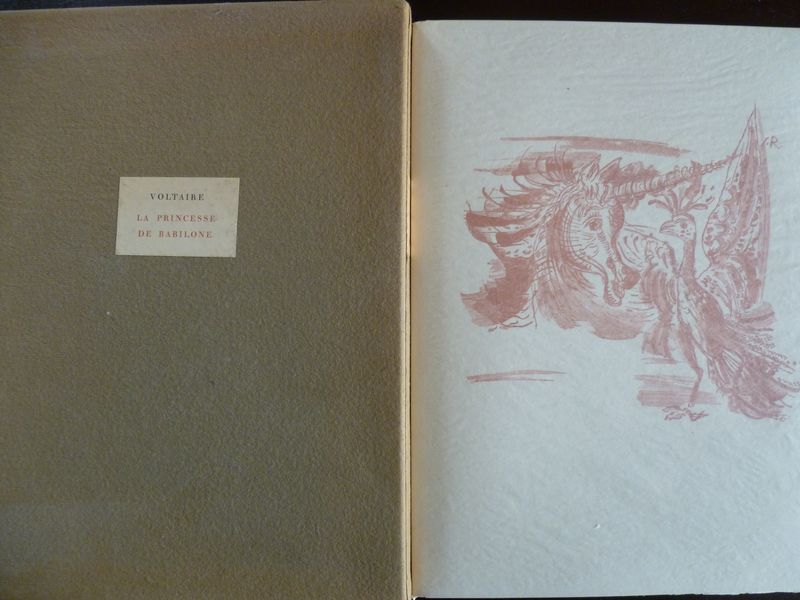 VOLTAIRE
LA PRINCESSE
DE BABILONE